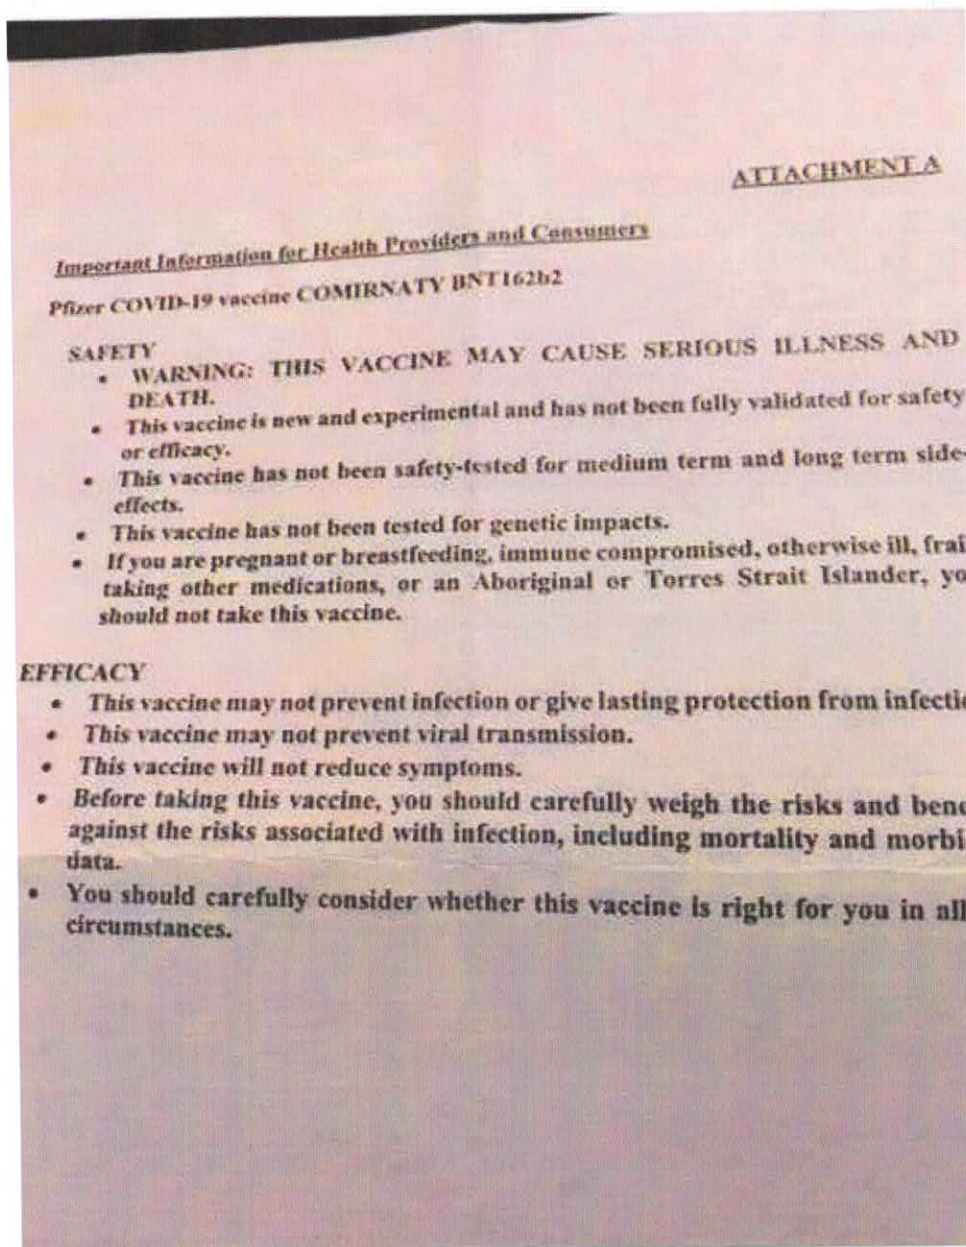 ATTACHMENT A
Important Information for Health Providers and Consumers
Pfizer COVID-19 vaccine COMIRNATY BNT162b2
SAFETY
• WARNING: THIS VACCINE MAY CAUSE SERIOUS ILLNESS AND
DEATH.
• This vaccine is new and experimental and has not been fully validated for safety
or efficacy.
• This vaccine has not been safety-tested for medium term and long term side-
effects.
• This vaccine has not been tested for genetic impacts.
• If you are pregnant or breastfeeding, immune compromised, otherwise ill, frai
taking other medications, or an Aboriginal or Torres Strait Islander, yo
should not take this vaccine.
EFFICACY
• This vaccine may not prevent infection or give lasting protection from infectio
• This vaccine may not prevent viral transmission.
• This vaccine will not reduce symptoms.
• Before taking this vaccine, you should carefully weigh the risks and bene
against the risks associated with infection, including mortality and morbi
data.
• You should carefully consider whether this vaccine is right for you in all
circumstances.